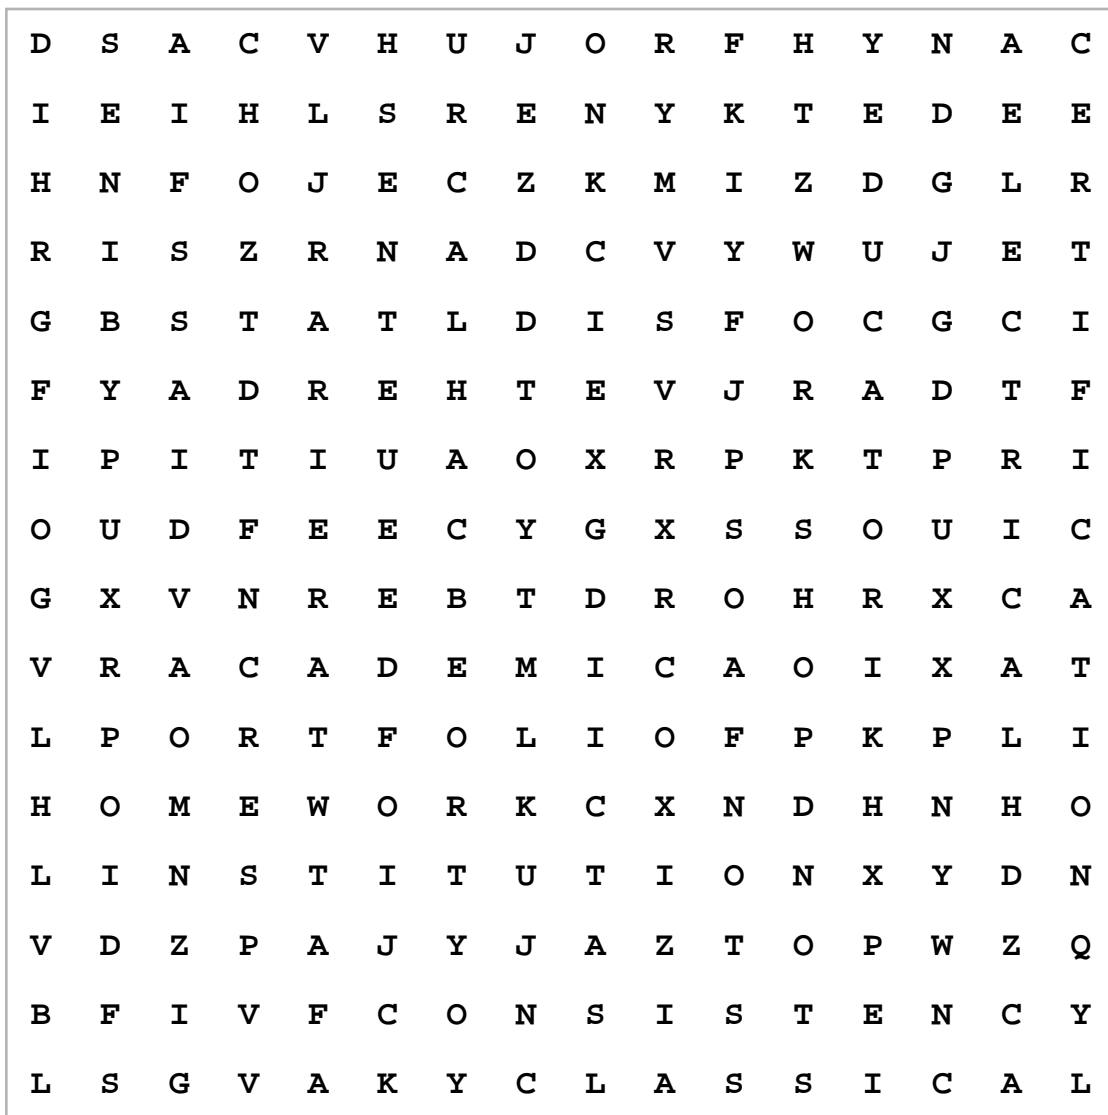 D S A C V H U J O R F H Y N A C
I E I H L S R E N Y K T E D E E
H N F O J E C Z K M I Z D G L R
R I S Z R N A D C V Y W U J E T
G B S T A T L D I S F O C G C I
F Y A D R E H T E V J R A D T F
I P I T I U A O X R P K T P R I
O U D F E E C Y G X S S O U I C
G X V N R E B T D R O H R X C A
V R A C A D E M I C A O I X A T
L P O R T F O L I O F P K P L I
H O M E W O R K C X N D H N H O
L I N S T I T U T I O N X Y D N
V D Z P A J Y J A Z T O P W Z Q
B F I V F C O N S I S T E N C Y
L S G V A K Y C L A S S I C A L